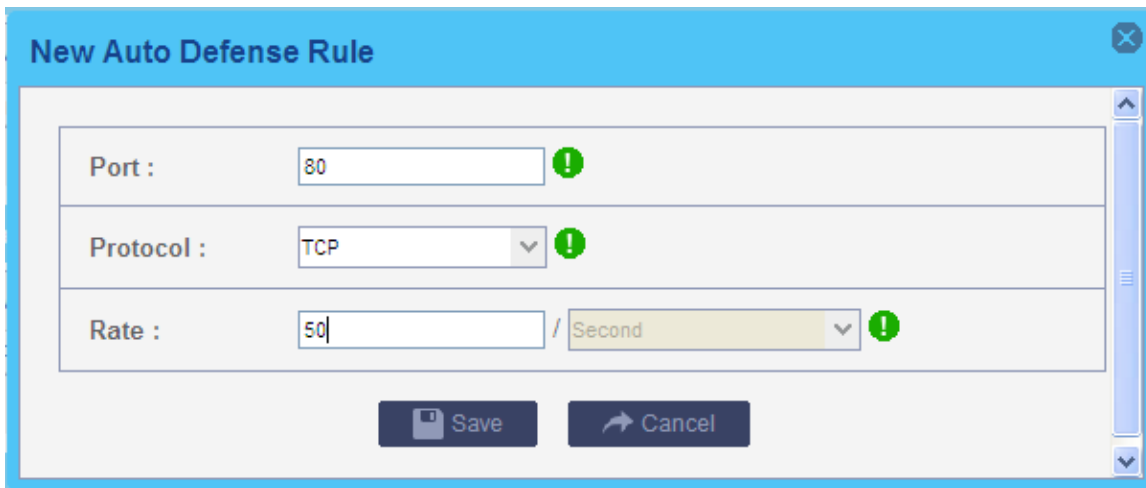 New Auto Defense Rule
Port : 80
Protocol : TCP
Rate : 50 / Second
Save Cancel